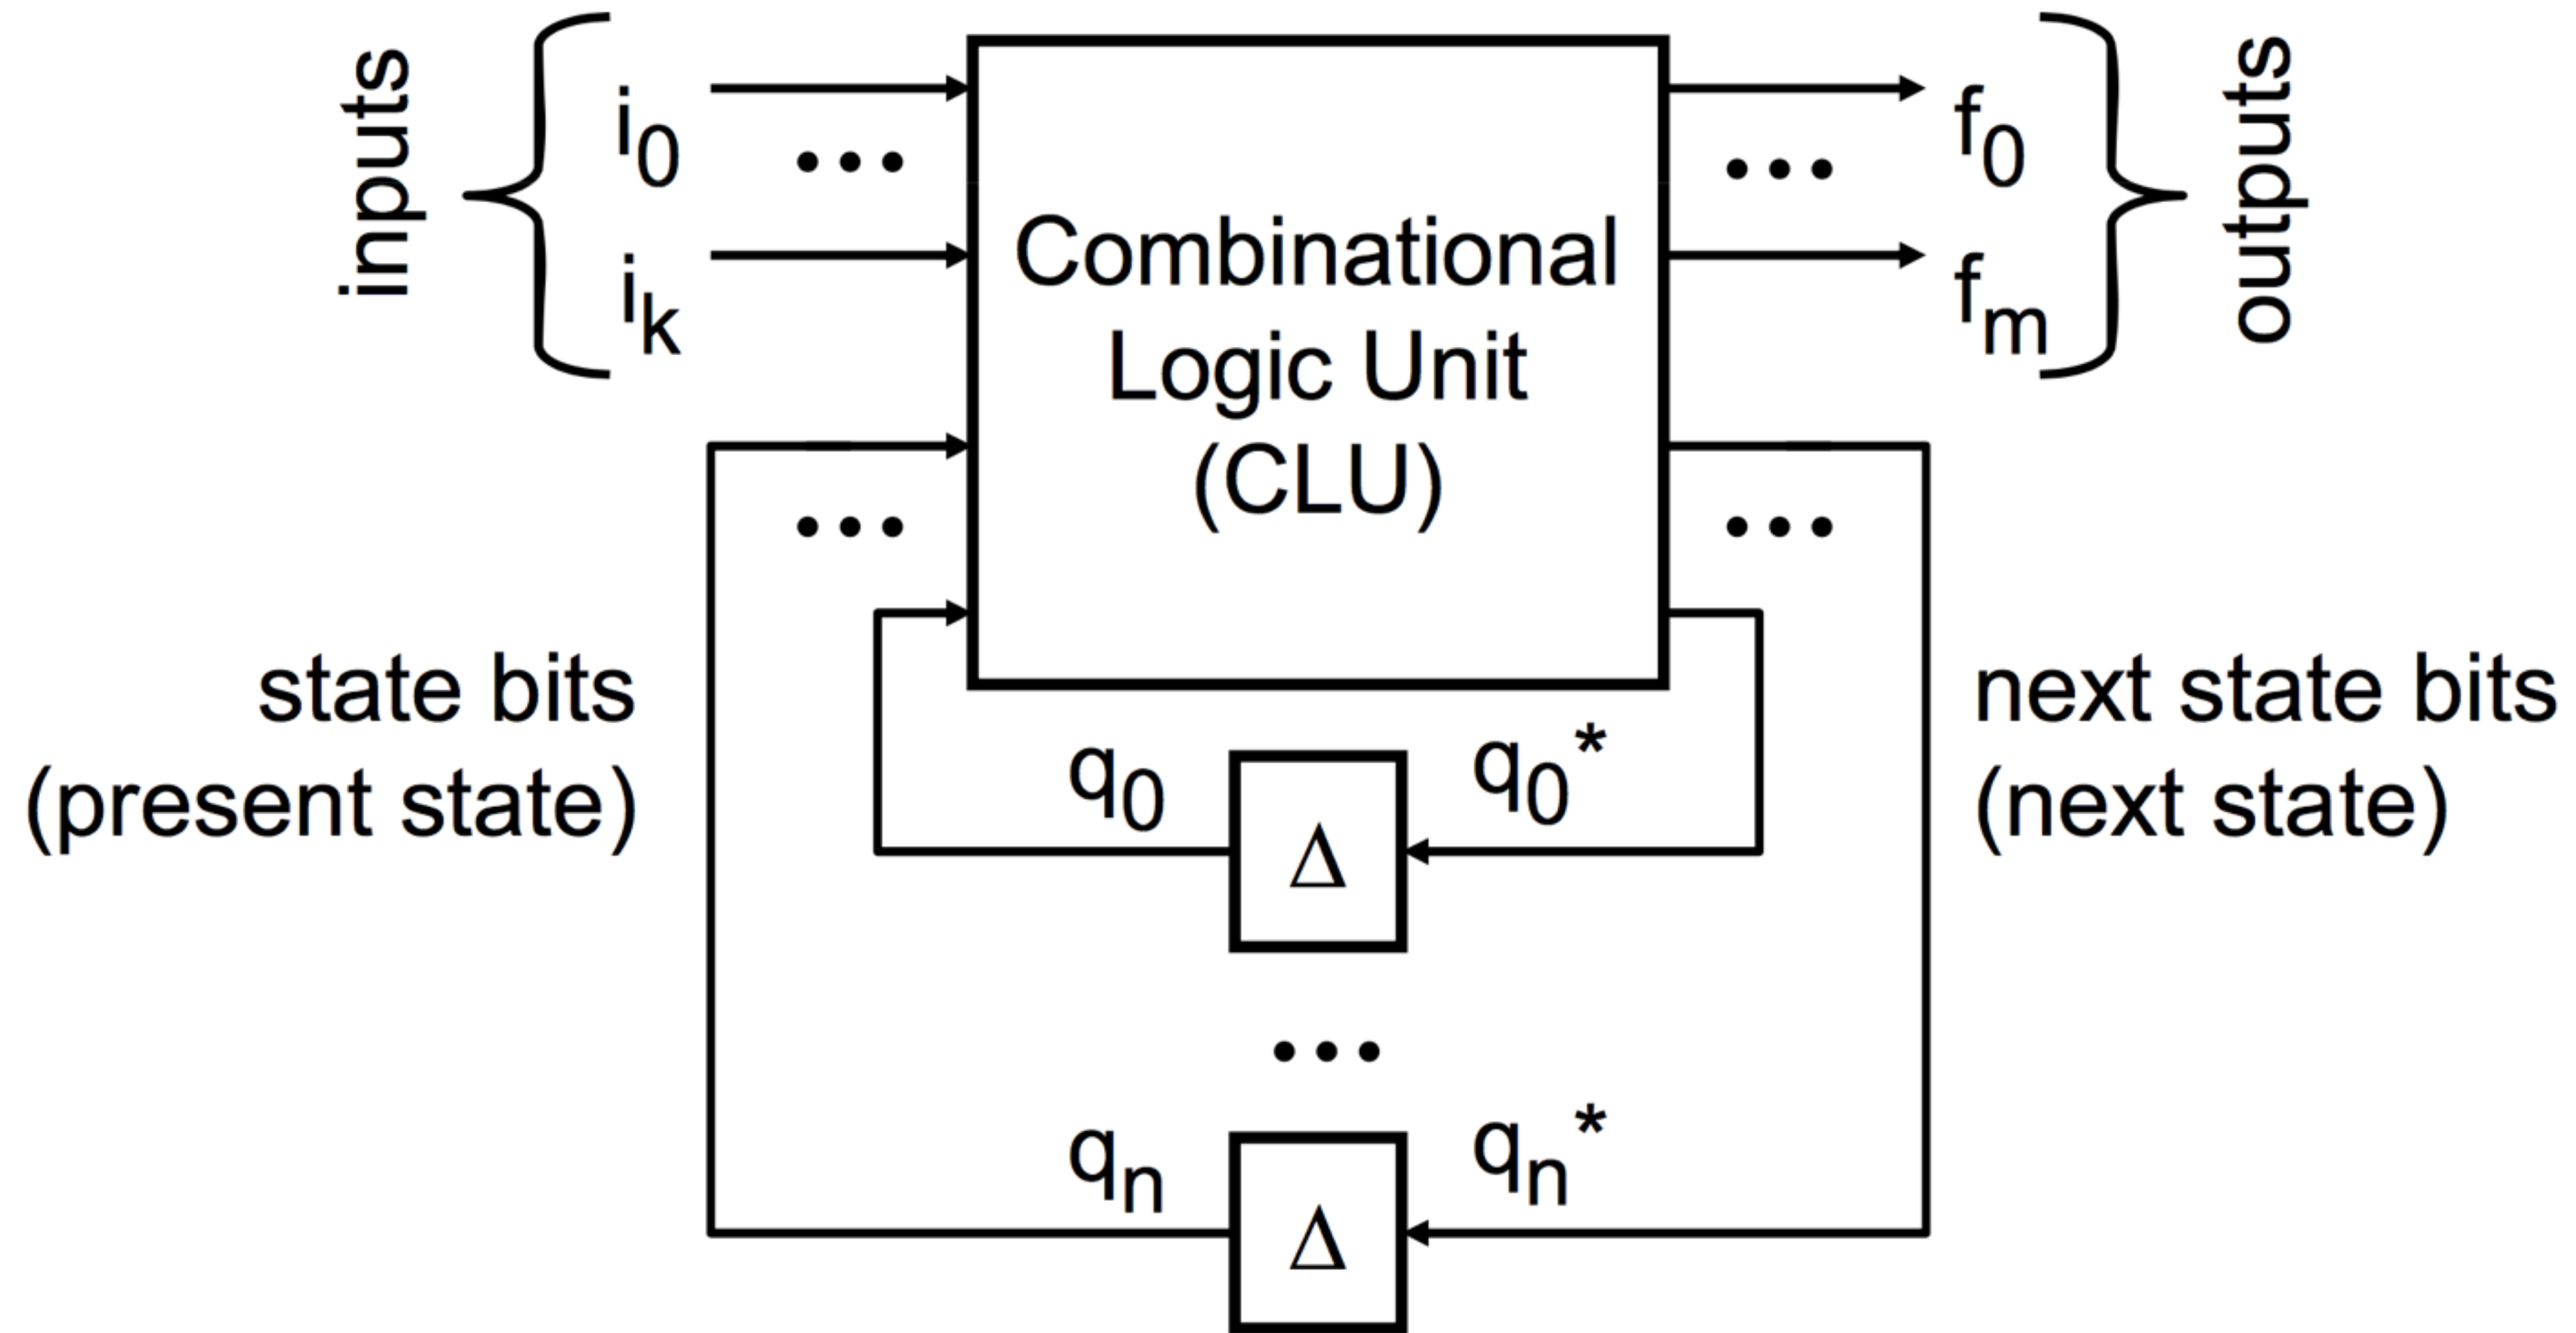 inputs
i0
...
ik
Combinational
Logic Unit
(CLU)
f0
...
fm
outputs
...
...
state bits
(present state)
next state bits
(next state)
q0
Δ
q0*
...
qn
Δ
qn*